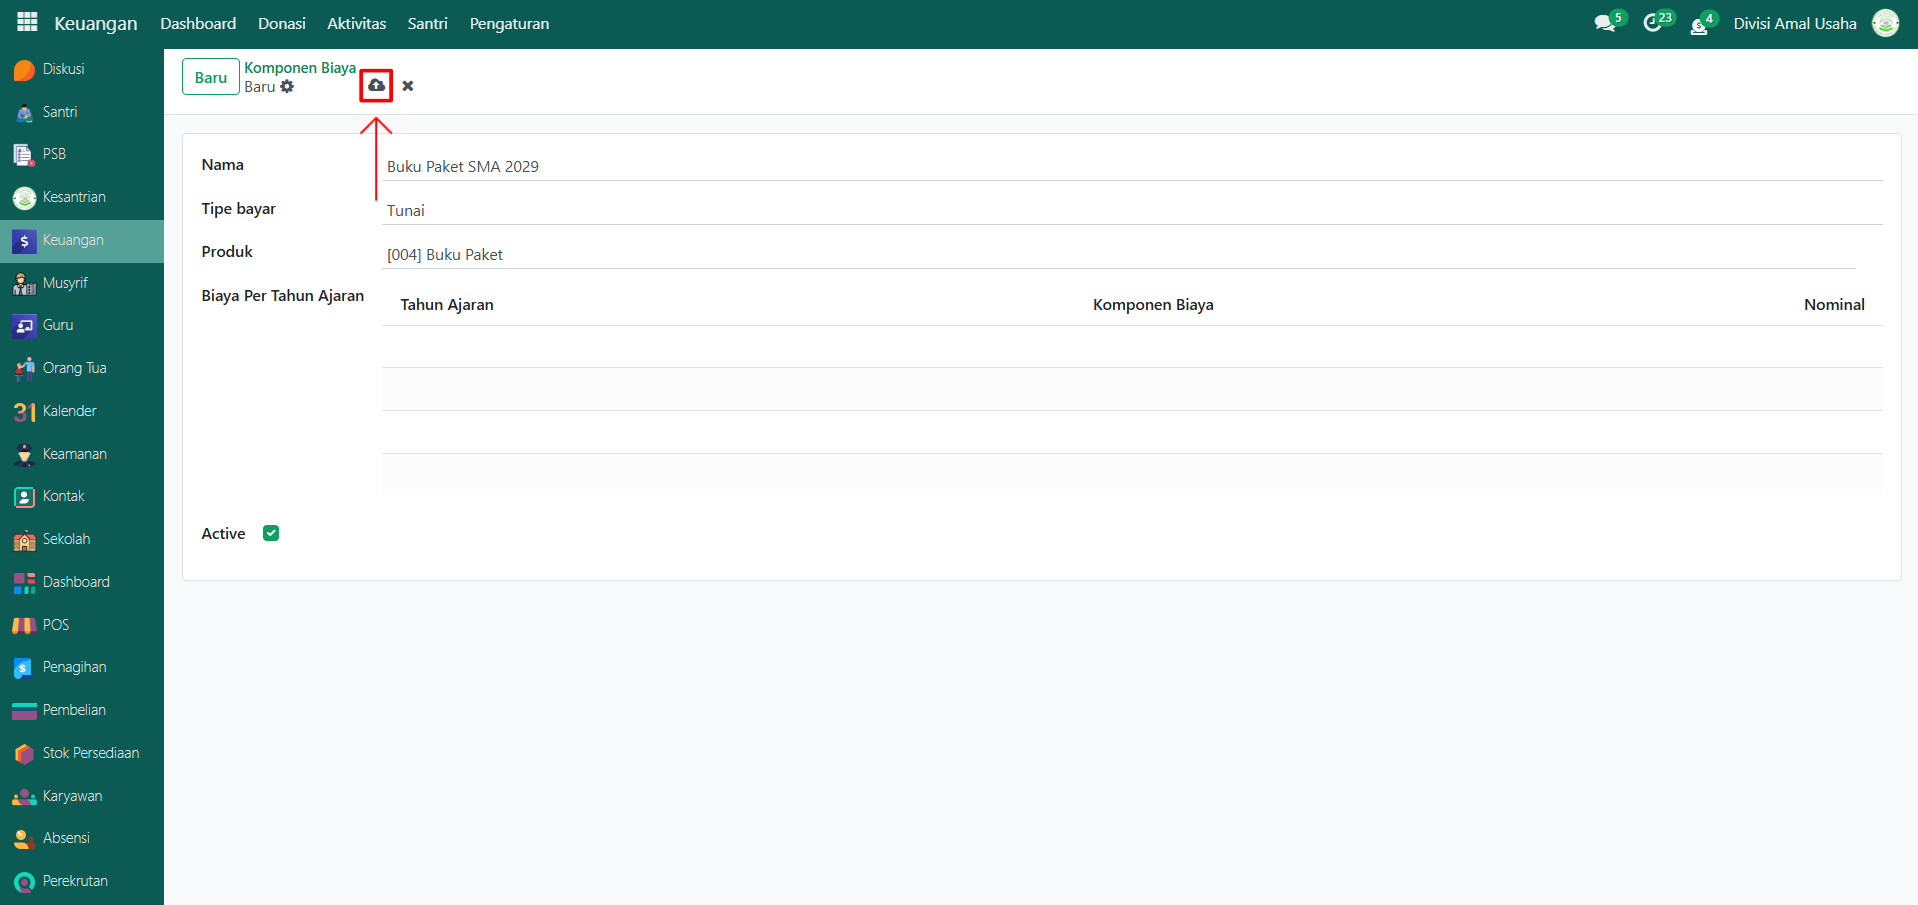 Keuangan Dashboard Donasi Aktivitas Santri Pengaturan 5 23 4 Divisi Amal Usaha
Diskusi
Santri
PSB
Kesantrian
Keuangan
Musyrif
Guru
Orang Tua
31 Kalender
Keamanan
Kontak
Sekolah
Dashboard
POS
Penagihan
Pembelian
Stok Persediaan
Karyawan
Absensi
Perekrutan
Baru
Komponen Biaya
Baru
Nama Buku Paket SMA 2029
Tipe bayar Tunai
Produk [004] Buku Paket
Biaya Per Tahun Ajaran
Tahun Ajaran Komponen Biaya Nominal
Active